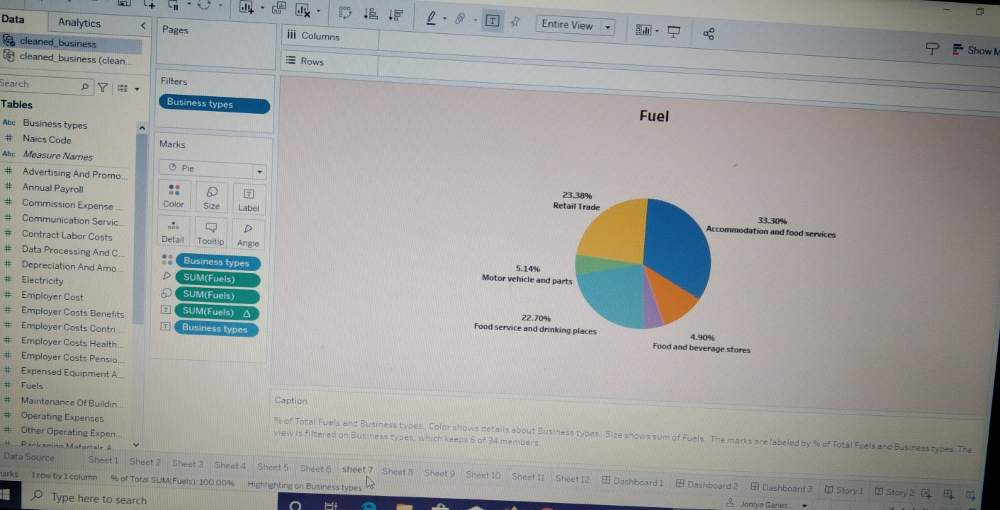 Data
Analytics
cleaned_business
cleaned_business (clean...
Search
Tables
Abc Business types
# Naics Code
Abc Measure Names
# Advertising And Promo...
# Annual Payroll
# Commission Expense ...
# Communication Servic...
# Contract Labor Costs
# Data Processing And C...
# Depreciation And Amo...
# Electricity
# Employer Cost
# Employer Costs Benefits
# Employer Costs Contri...
# Employer Costs Health...
# Employer Costs Pensio...
# Expensed Equipment A...
# Fuels
# Maintenance Of Buildin...
# Operating Expenses
# Other Operating Expen...
# Packaging Materials A
Pages
Filters
Business types
Marks
Pie
Color
Size
Label
Detail
Tooltip
Angle
Business types
SUM(Fuels)
SUM(Fuels)
SUM(Fuels) △
Business types
Entire View
Show M
Columns
Rows
Fuel
23.38%
Retail Trade
33.30%
Accommodation and food services
5.14%
Motor vehicle and parts
22.70%
Food service and drinking places
4.90%
Food and beverage stores
Caption
% of Total Fuels and Business types. Color shows details about Business types. Size shows sum of Fuels. The marks are labeled by % of Total Fuels and Business types. The
view is filtered on Business types, which keeps 6 of 34 members.
Data Source
Sheet 1
Sheet 2
Sheet 3
Sheet 4
Sheet 5
Sheet 6
sheet 7
Sheet 8
Sheet 9
Sheet 10
Sheet 11
Sheet 12
Dashboard 1
Dashboard 2
Dashboard 3
Story 1
Story 2
marks
1 row by 1 column
% of Total SUM(Fuels): 100.00%
Highlighting on Business types
Joniya Ganes...
Type here to search